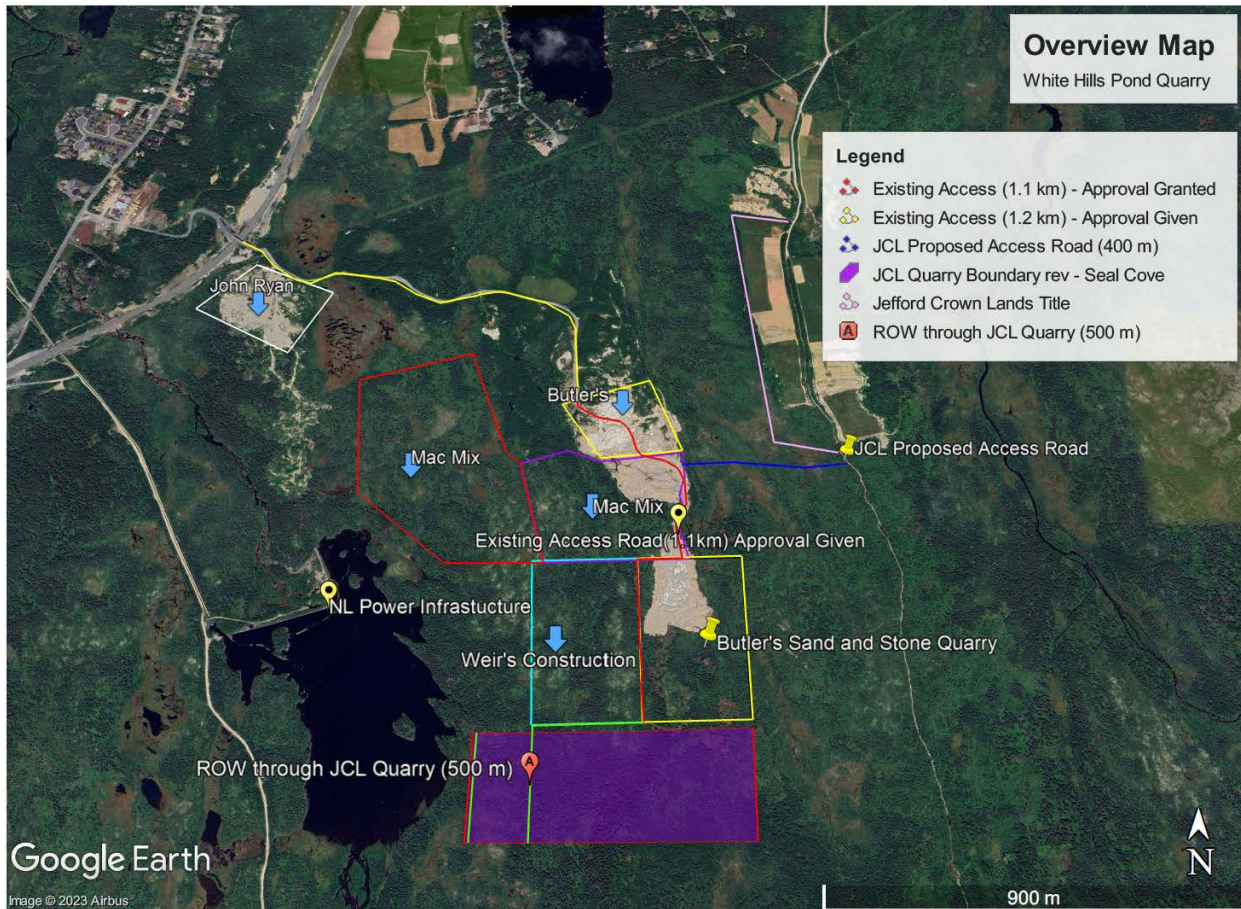 Overview Map
White Hills Pond Quarry
Legend
Existing Access (1.1 km) - Approval Granted
Existing Access (1.2 km) - Approval Given
JCL Proposed Access Road (400 m)
JCL Quarry Boundary rev - Seal Cove
Jefford Crown Lands Title
A ROW through JCL Quarry (500 m)
John Ryan
Butler's
JCL Proposed Access Road
Mac Mix
Mac Mix
Existing Access Road(1.1km) Approval Given
NL Power Infrastucture
Butler's Sand and Stone Quarry
Weir's Construction
ROW through JCL Quarry (500 m)
A
N
Google Earth
Image © 2023 Airbus
900 m